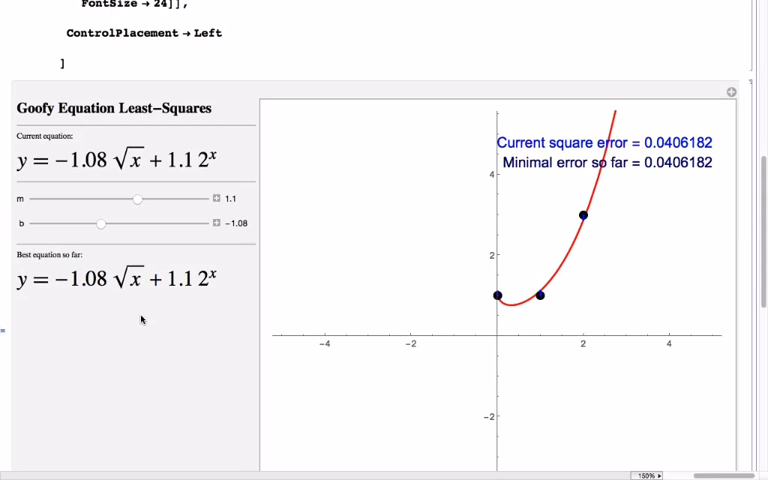 FontSize → 24]],
ControlPlacement → Left
]
Goofy Equation Least−Squares
Current equation:
y = −1.08 √x + 1.1 2ˣ
m 1.1
b −1.08
Best equation so far:
y = −1.08 √x + 1.1 2ˣ
Current square error = 0.0406182
Minimal error so far = 0.0406182
4
2
−4 −2 2 4
−2
150%